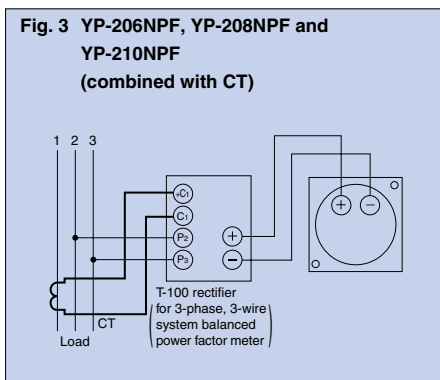 Fig. 3 YP-206NPF, YP-208NPF and
YP-210NPF
(combined with CT)
1 2 3
+C1
C1
P2
P3
+
−
+ −
CT
Load
T-100 rectifier
(for 3-phase, 3-wire
system balanced
power factor meter)